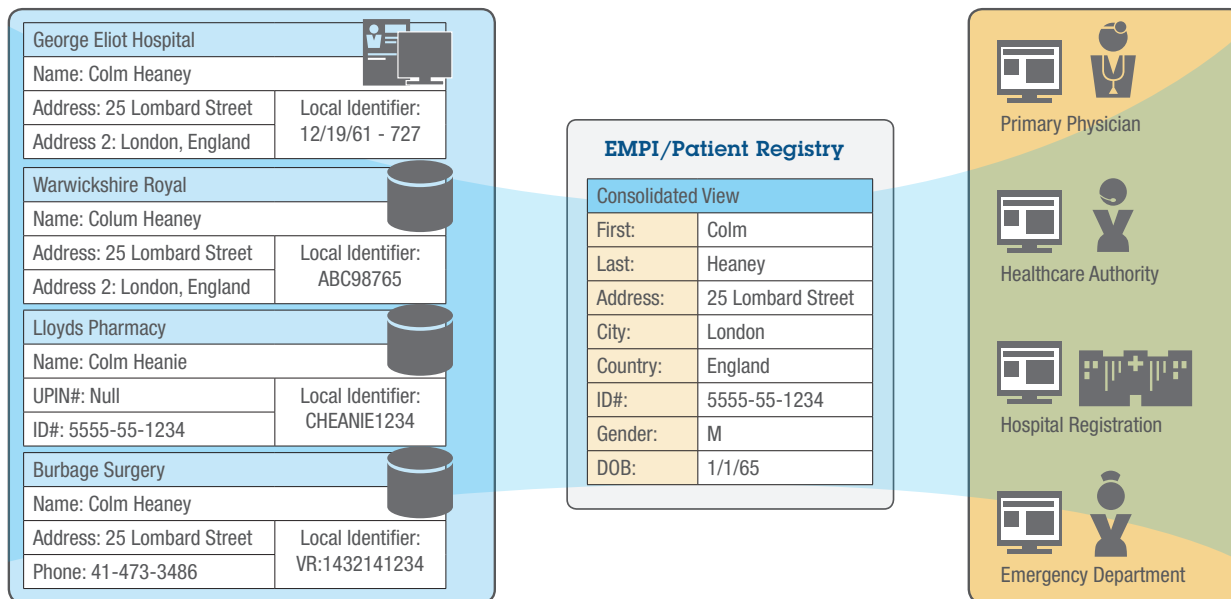 George Eliot Hospital
Name: Colm Heaney
Address: 25 Lombard Street
Address 2: London, England
Local Identifier:
12/19/61 - 727
Warwickshire Royal
Name: Colum Heaney
Address: 25 Lombard Street
Address 2: London, England
Local Identifier:
ABC98765
Lloyds Pharmacy
Name: Colm Heanie
UPIN#: Null
ID#: 5555-55-1234
Local Identifier:
CHEANIE1234
Burbage Surgery
Name: Colm Heaney
Address: 25 Lombard Street
Phone: 41-473-3486
Local Identifier:
VR:1432141234
EMPI/Patient Registry
Consolidated View
First: Colm
Last: Heaney
Address: 25 Lombard Street
City: London
Country: England
ID#: 5555-55-1234
Gender: M
DOB: 1/1/65
Primary Physician
Healthcare Authority
Hospital Registration
Emergency Department